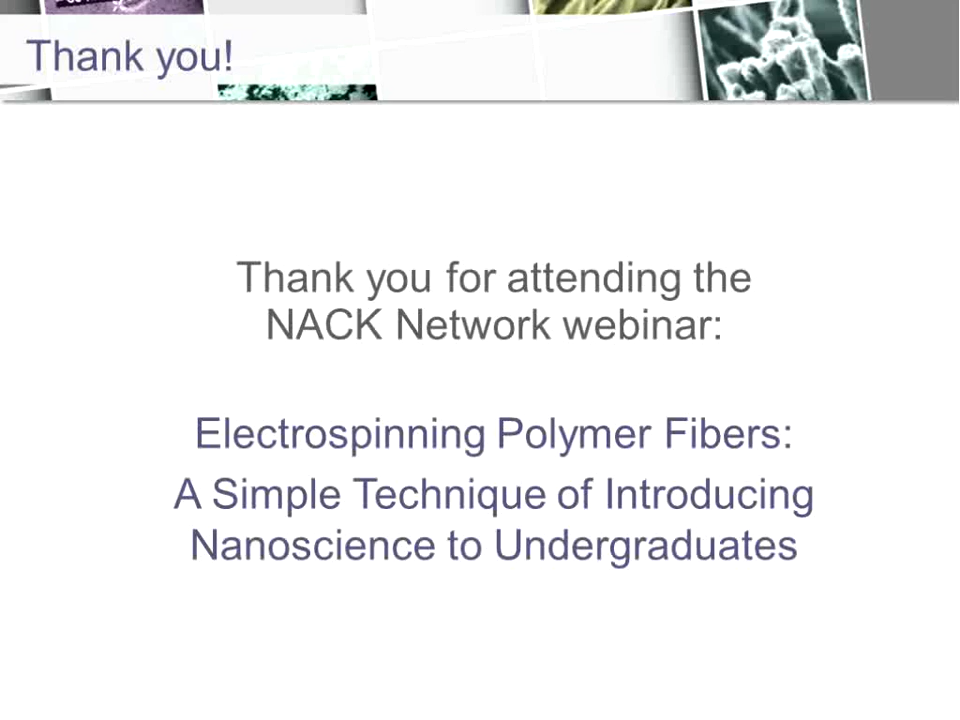 Thank you!
Thank you for attending the
NACK Network webinar:
Electrospinning Polymer Fibers:
A Simple Technique of Introducing
Nanoscience to Undergraduates